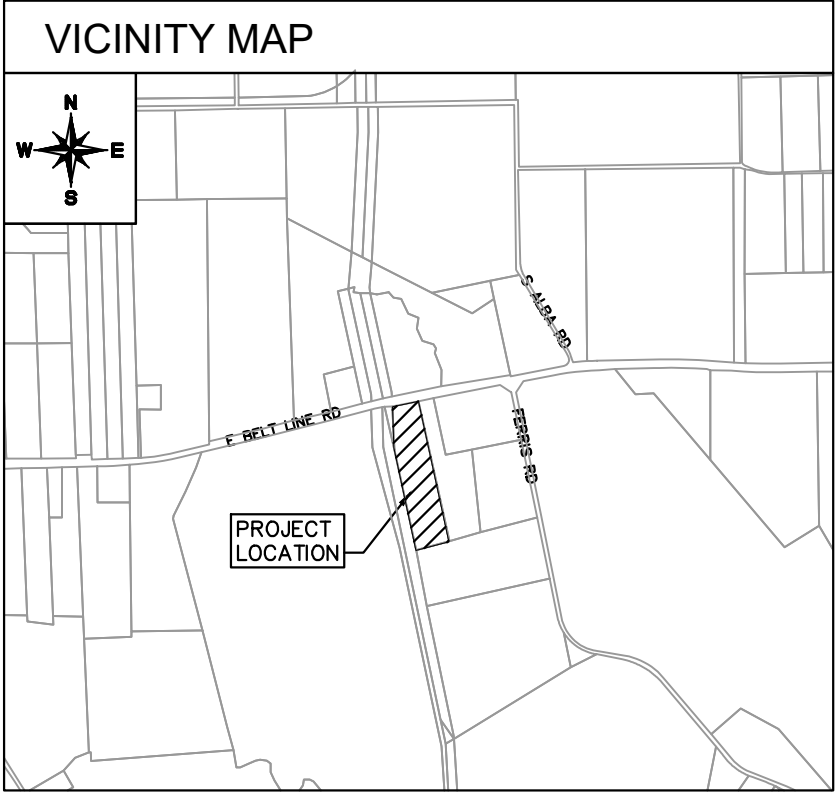 VICINITY MAP
N
W E
S
S ALBA RD
E BELT LINE RD
FERRIS RD
PROJECT
LOCATION